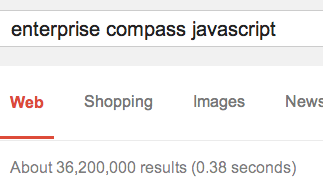 enterprise compass javascript
Web Shopping Images News
About 36,200,000 results (0.38 seconds)